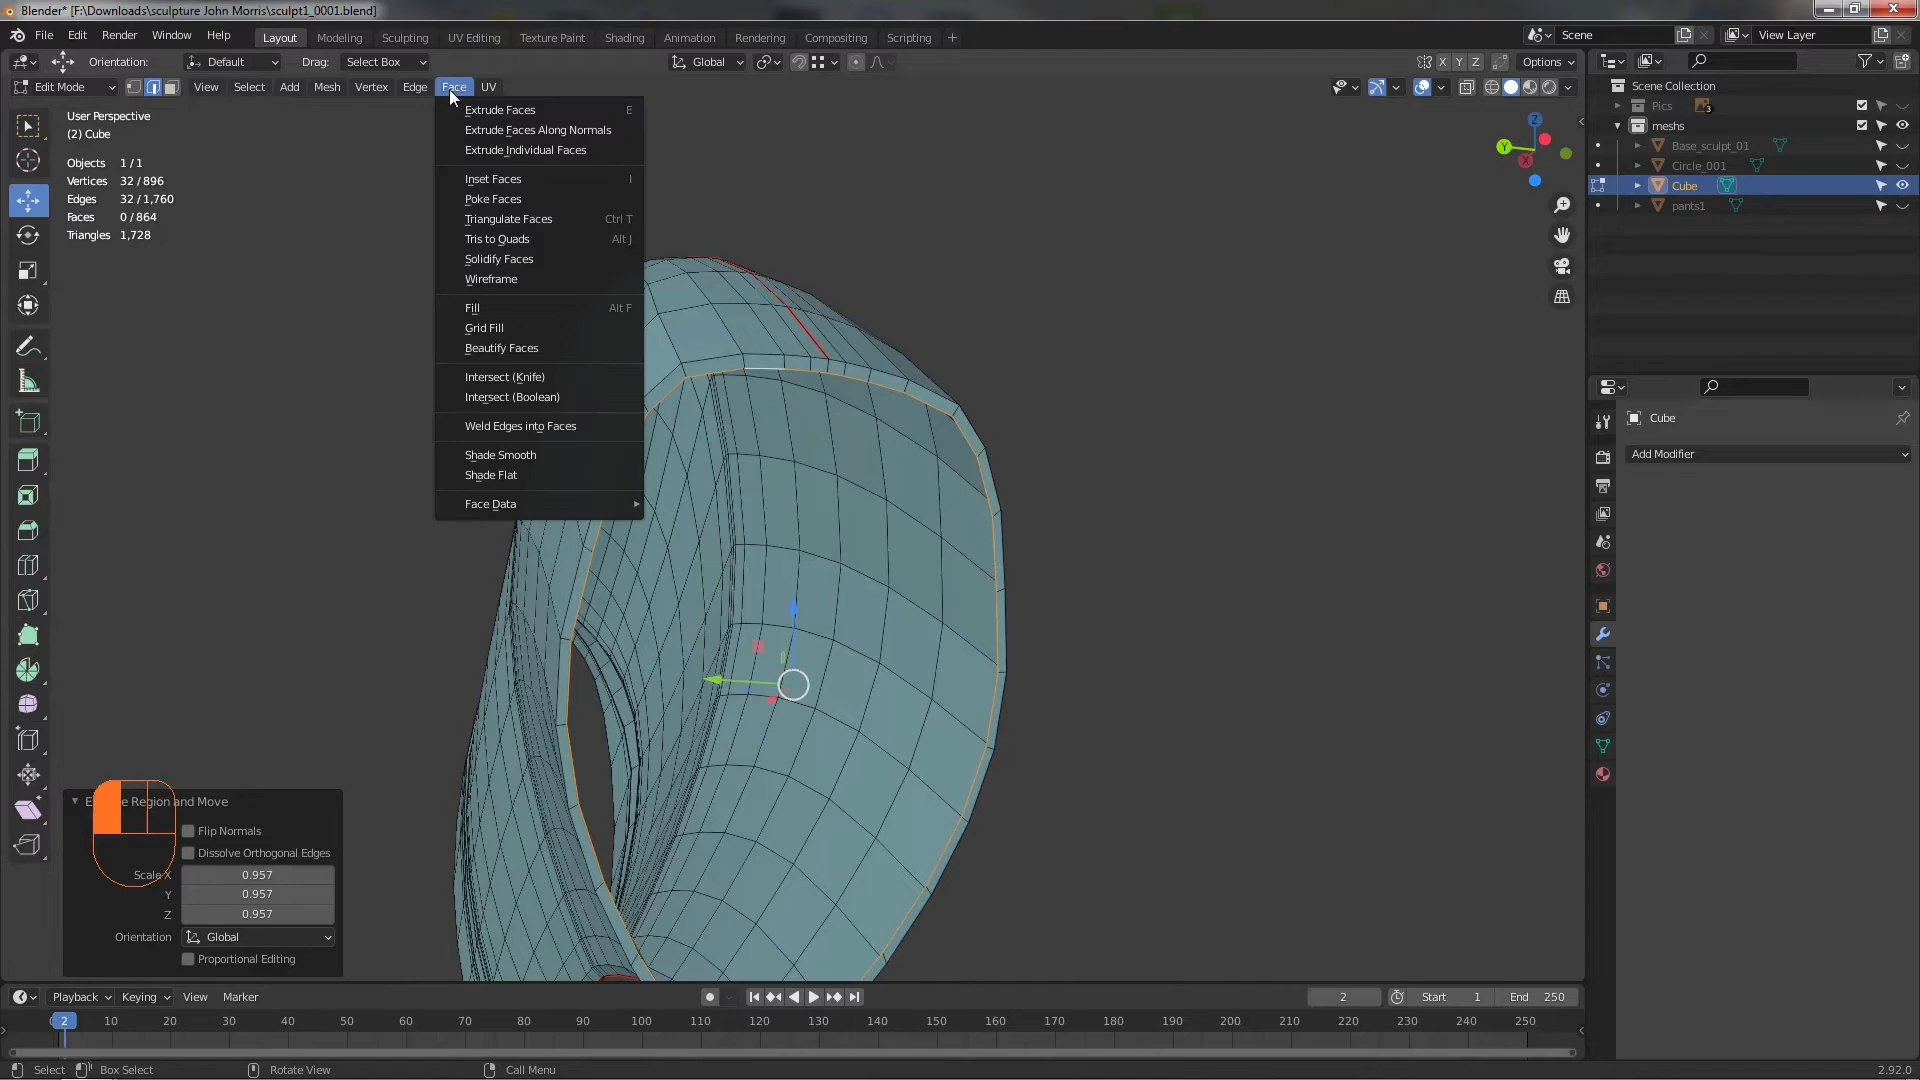 Blender* [F:\Downloads\sculpture John Morris\sculpt1_0001.blend]
File Edit Render Window Help
Layout Modeling Sculpting UV Editing Texture Paint Shading Animation Rendering Compositing Scripting +
Scene
View Layer
Orientation: Default Drag: Select Box
Global
X Y Z Options
Edit Mode View Select Add Mesh Vertex Edge Face UV
User Perspective
(2) Cube
Objects 1 / 1
Vertices 32 / 896
Edges 32 / 1,760
Faces 0 / 864
Triangles 1,728
Extrude Faces E
Extrude Faces Along Normals
Extrude Individual Faces
Inset Faces I
Poke Faces
Triangulate Faces Ctrl T
Tris to Quads Alt J
Solidify Faces
Wireframe
Fill Alt F
Grid Fill
Beautify Faces
Intersect (Knife)
Intersect (Boolean)
Weld Edges into Faces
Shade Smooth
Shade Flat
Face Data
Z
Y
X
Scene Collection
Pics 3
meshs
Base_sculpt_01
Circle_001
Cube
pants1
Cube
Add Modifier
Region and Move
Flip Normals
Dissolve Orthogonal Edges
Scale X 0.957
Y 0.957
Z 0.957
Orientation Global
Proportional Editing
Playback Keying View Marker
2 Start 1 End 250
2 10 20 30 40 50 60 70 80 90 100 110 120 130 140 150 160 170 180 190 200 210 220 230 240 250
Select Box Select Rotate View Call Menu 2.92.0